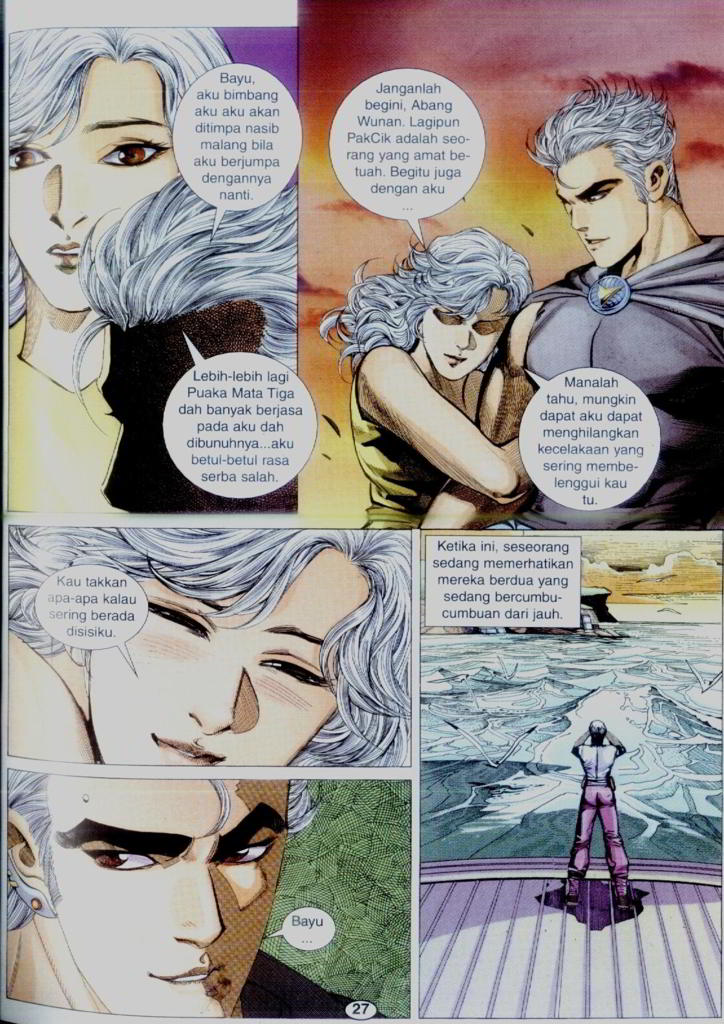 Bayu,
aku bimbang
aku aku akan
ditimpa nasib
malang bila
aku berjumpa
dengannya
nanti.
Lebih-lebih lagi
Puaka Mata Tiga
dah banyak berjasa
pada aku dah
dibunuhnya...aku
betul-betul rasa
serba salah.
Janganlah
begini, Abang
Wunan. Lagipun
PakCik adalah seo-
rang yang amat be-
tuah. Begitu juga
dengan aku
...
Manalah
tahu, mungkin
dapat aku dapat
menghilangkan
kecelakaan yang
sering membe-
lenggui kau
tu.
Kau takkan
apa-apa kalau
sering berada
disisiku.
Bayu
...
Ketika ini, seseorang
sedang memerhatikan
mereka berdua yang
sedang bercumbu-
cumbuan dari jauh.
27